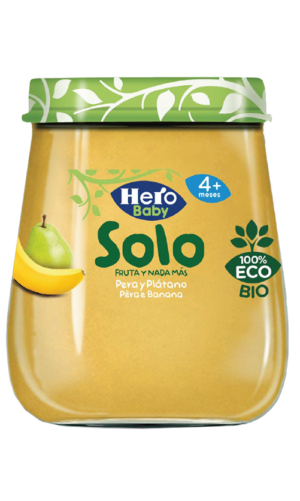 Hero
Baby
4+
meses
Solo
FRUTA Y NADA MÁS
Pera y Plátano
Pêra e Banana
100%
ECO
BIO